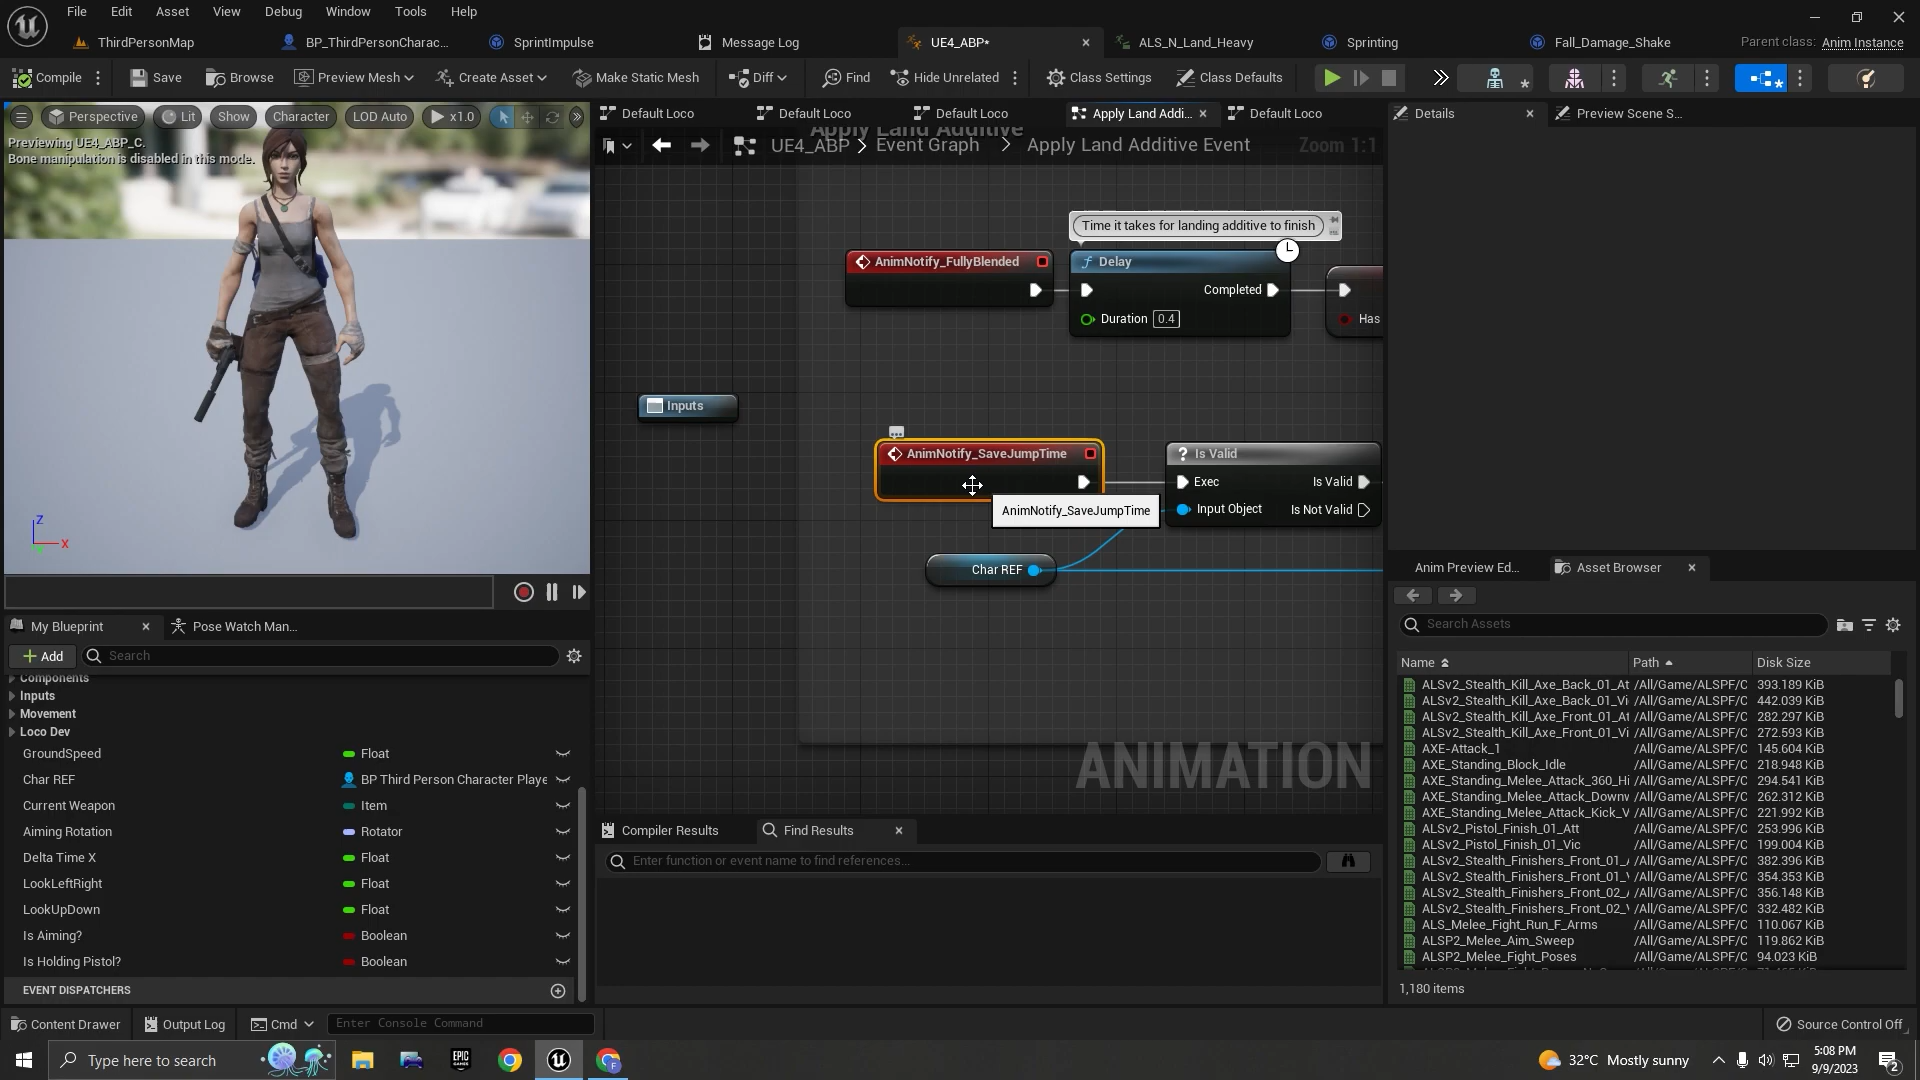 File Edit Asset View Debug Window Tools Help
ThirdPersonMap BP_ThirdPersonCharac... SprintImpulse Message Log UE4_ABP* ALS_N_Land_Heavy Sprinting Fall_Damage_Shake Parent class: Anim Instance
Compile Save Browse Preview Mesh Create Asset Make Static Mesh Diff Find Hide Unrelated Class Settings Class Defaults
Perspective Lit Show Character LOD Auto x1.0
Previewing UE4_ABP_C.
Bone manipulation is disabled in this mode.
Z
X
Default Loco Default Loco Default Loco Apply Land Addi... Default Loco
Apply Land Additive
UE4_ABP > Event Graph > Apply Land Additive Event Zoom 1:1
Time it takes for landing additive to finish
AnimNotify_FullyBlended
Delay
Completed
Duration 0.4
Has
Inputs
AnimNotify_SaveJumpTime
Is Valid
Exec Is Valid
Input Object Is Not Valid
AnimNotify_SaveJumpTime
Char REF
ANIMATION
Details Preview Scene S...
My Blueprint Pose Watch Man...
Add Search
Components
Inputs
Movement
Loco Dev
GroundSpeed Float
Char REF BP Third Person Character Playe
Current Weapon Item
Aiming Rotation Rotator
Delta Time X Float
LookLeftRight Float
LookUpDown Float
Is Aiming? Boolean
Is Holding Pistol? Boolean
EVENT DISPATCHERS
Compiler Results Find Results
Enter function or event name to find references...
Anim Preview Ed... Asset Browser
Search Assets
Name Path Disk Size
ALSv2_Stealth_Kill_Axe_Back_01_At /All/Game/ALSPF/C 393.189 KiB
ALSv2_Stealth_Kill_Axe_Back_01_Vi /All/Game/ALSPF/C 442.039 KiB
ALSv2_Stealth_Kill_Axe_Front_01_At /All/Game/ALSPF/C 282.297 KiB
ALSv2_Stealth_Kill_Axe_Front_01_Vi /All/Game/ALSPF/C 272.593 KiB
AXE-Attack_1 /All/Game/ALSPF/C 145.604 KiB
AXE_Standing_Block_Idle /All/Game/ALSPF/C 218.948 KiB
AXE_Standing_Melee_Attack_360_Hi /All/Game/ALSPF/C 294.541 KiB
AXE_Standing_Melee_Attack_Downw /All/Game/ALSPF/C 262.312 KiB
AXE_Standing_Melee_Attack_Kick_V /All/Game/ALSPF/C 221.992 KiB
ALSv2_Pistol_Finish_01_Att /All/Game/ALSPF/C 253.996 KiB
ALSv2_Pistol_Finish_01_Vic /All/Game/ALSPF/C 199.004 KiB
ALSv2_Stealth_Finishers_Front_01_A /All/Game/ALSPF/C 382.396 KiB
ALSv2_Stealth_Finishers_Front_01_V /All/Game/ALSPF/C 354.353 KiB
ALSv2_Stealth_Finishers_Front_02_A /All/Game/ALSPF/C 356.148 KiB
ALSv2_Stealth_Finishers_Front_02_V /All/Game/ALSPF/C 332.482 KiB
ALS_Melee_Fight_Run_F_Arms /All/Game/ALSPF/C 110.067 KiB
ALSP2_Melee_Aim_Sweep /All/Game/ALSPF/C 119.862 KiB
ALSP2_Melee_Fight_Poses /All/Game/ALSPF/C 94.023 KiB
1,180 items
Content Drawer Output Log Cmd Enter Console Command Source Control Off
Type here to search EPIC GAMES 32°C Mostly sunny 5:08 PM
9/9/2023 2